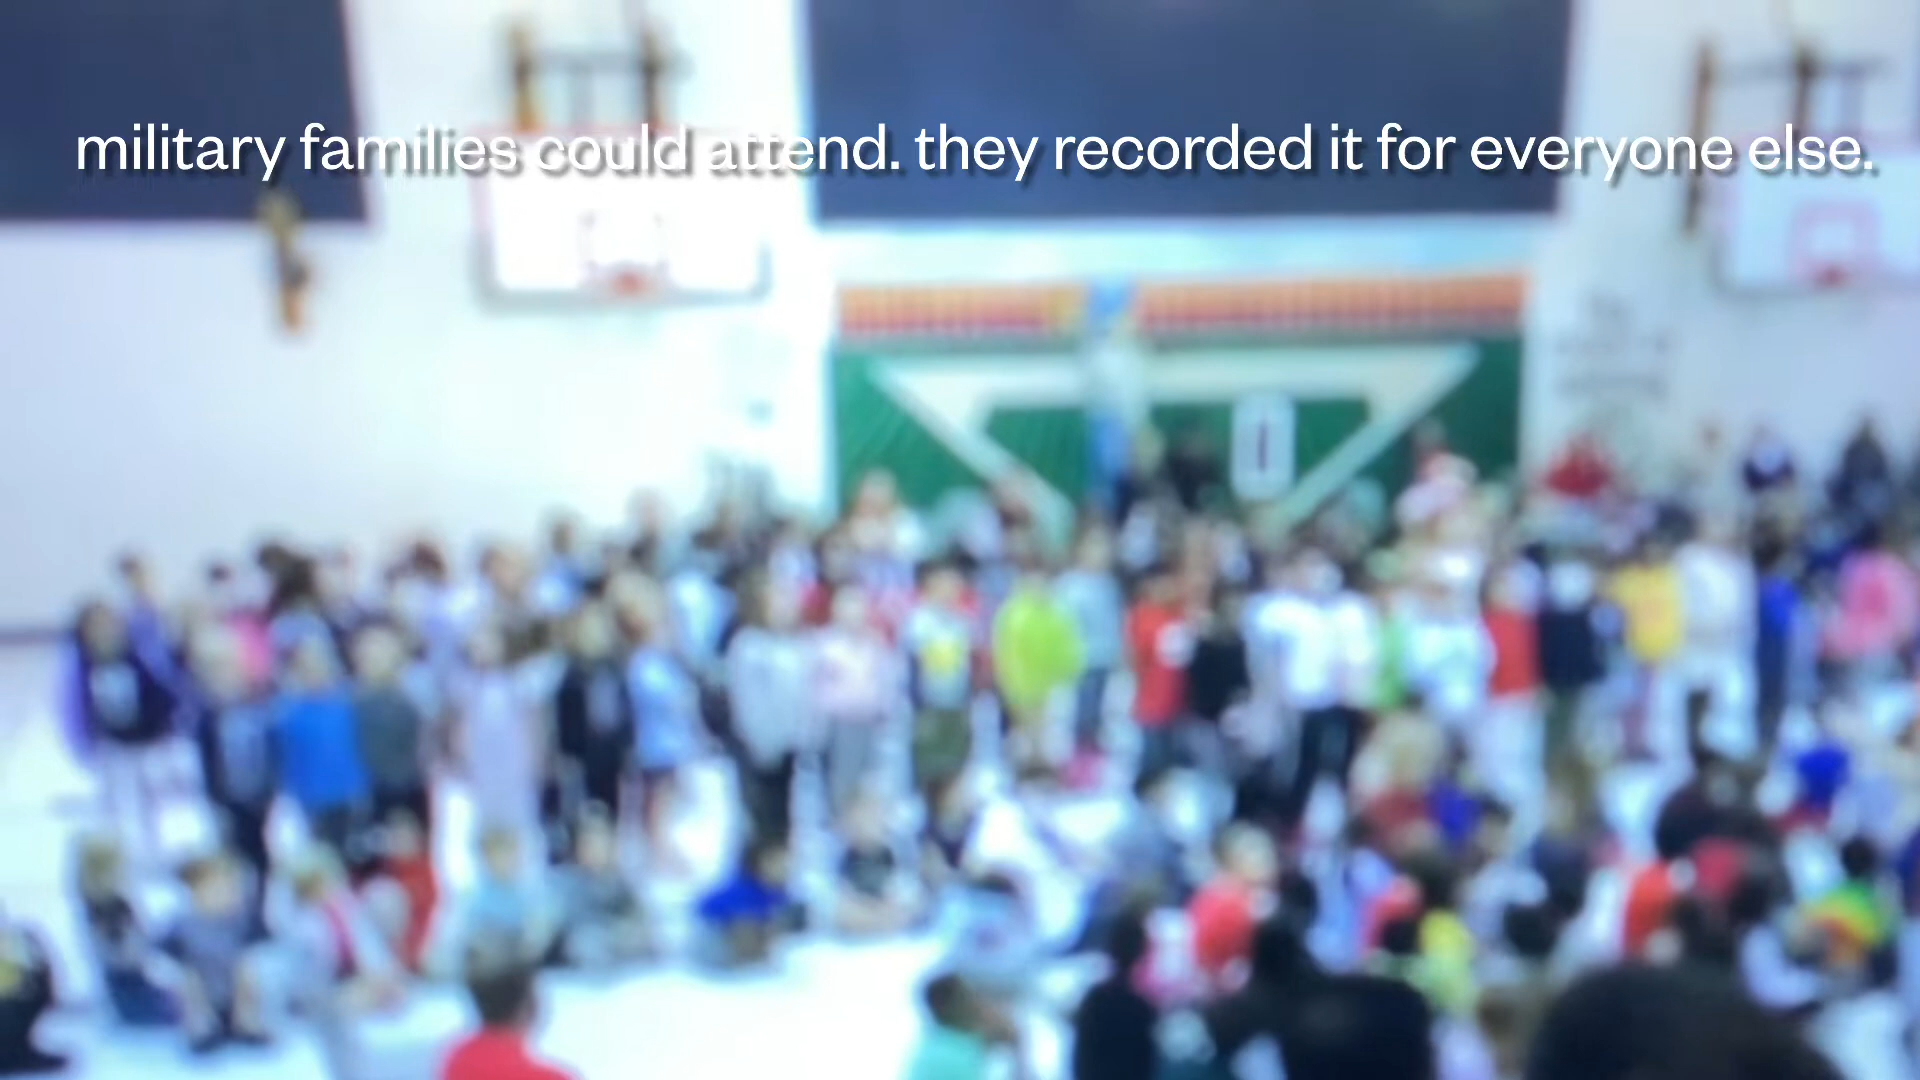 military families could attend. they recorded it for everyone else.